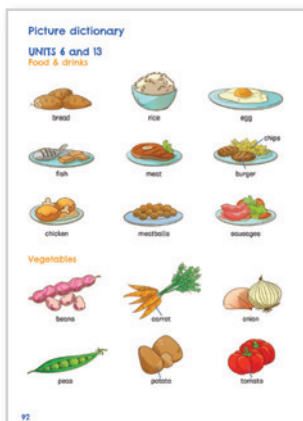 Picture dictionary
UNITS 6 and 13
Food & drinks
bread rice egg
chips
fish meat burger
chicken meatballs sausages
Vegetables
beans carrot onion
peas potato tomato
92